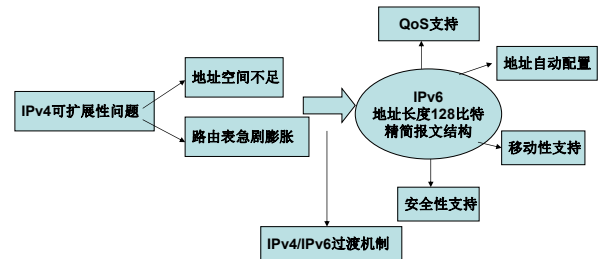 QoS支持
地址自动配置
地址空间不足
IPv4可扩展性问题
IPv6
地址长度128比特
精简报文结构
路由表急剧膨胀
移动性支持
安全性支持
IPv4/IPv6过渡机制